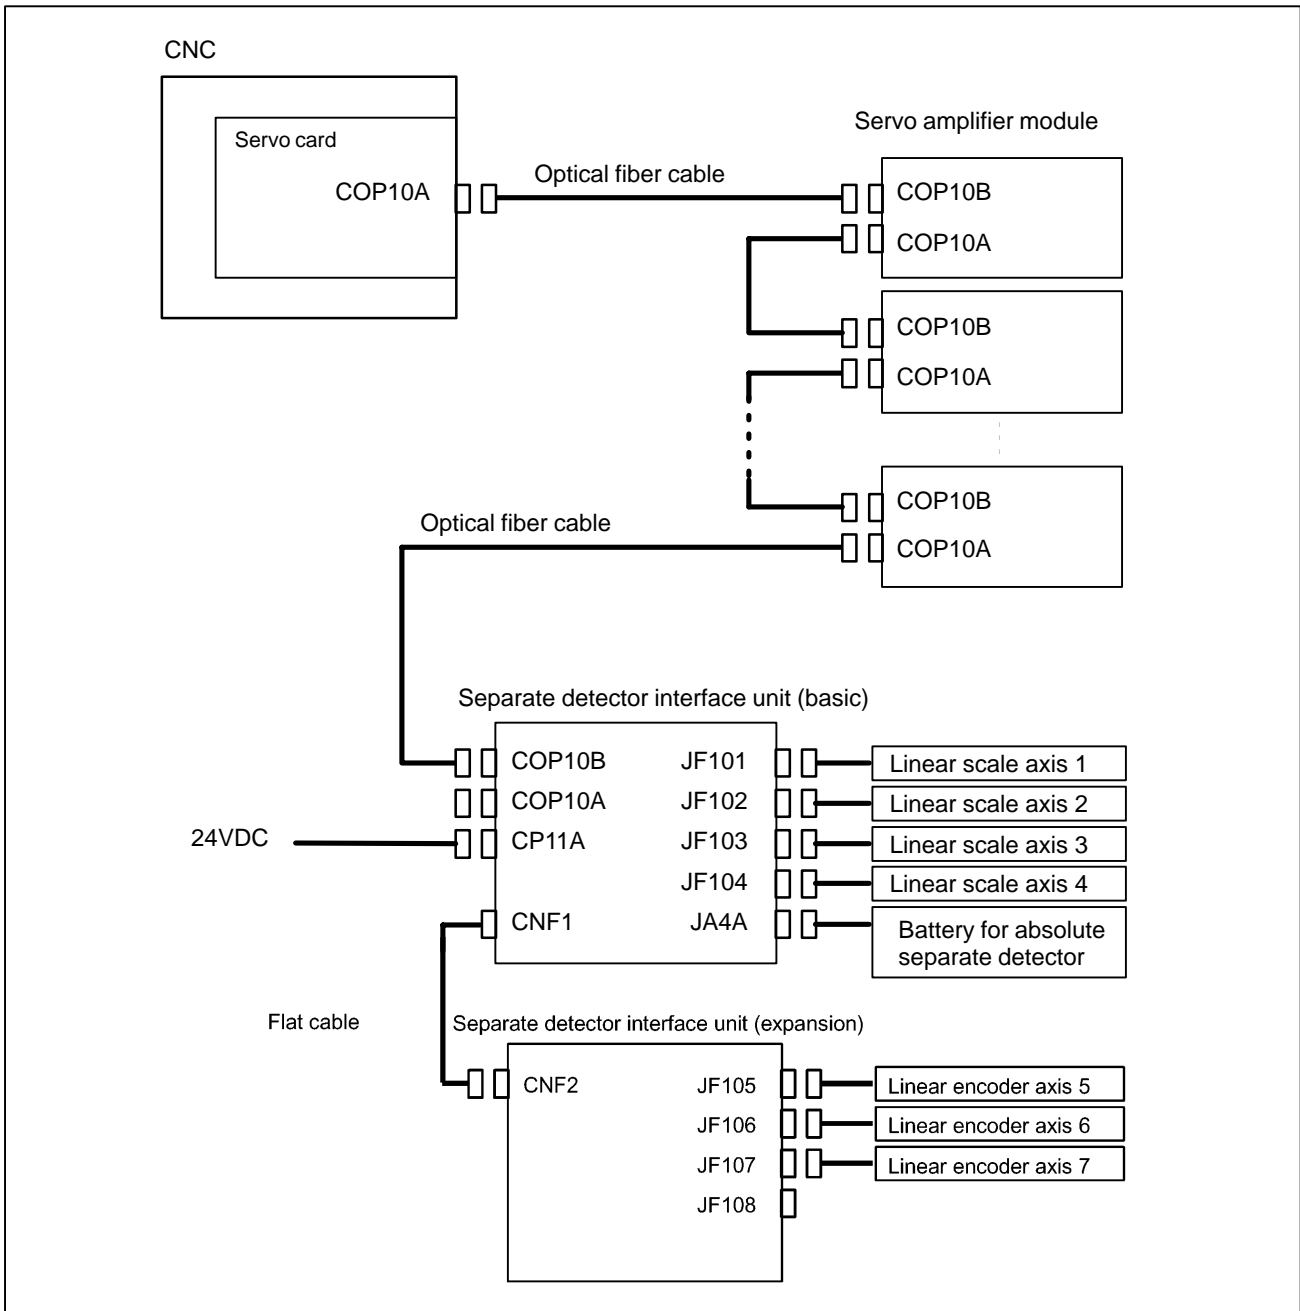 CNC
Servo card
COP10A
Optical fiber cable
Servo amplifier module
COP10B
COP10A
COP10B
COP10A
COP10B
COP10A
Optical fiber cable
Separate detector interface unit (basic)
COP10B
JF101
Linear scale axis 1
COP10A
JF102
Linear scale axis 2
24VDC
CP11A
JF103
Linear scale axis 3
JF104
Linear scale axis 4
CNF1
JA4A
Battery for absolute
separate detector
Flat cable
Separate detector interface unit (expansion)
CNF2
JF105
Linear encoder axis 5
JF106
Linear encoder axis 6
JF107
Linear encoder axis 7
JF108